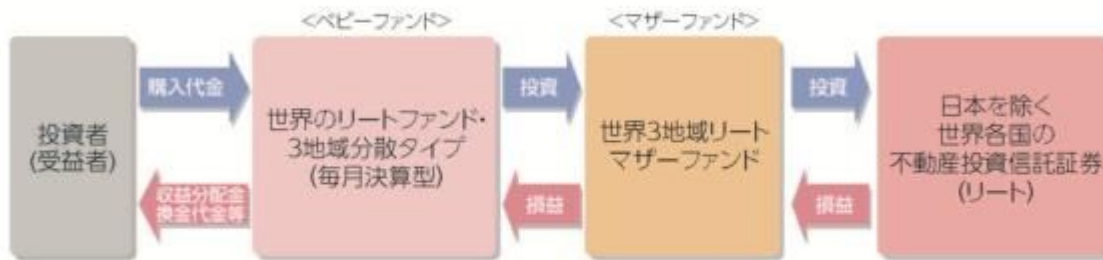 <ベビーファンド>
<マザーファンド>
投資者
(受益者)
購入代金
収益分配金
換金代金等
世界のリートファンド・
3地域分散タイプ
(毎月決算型)
投資
損益
世界3地域リート
マザーファンド
投資
損益
日本を除く
世界各国の
不動産投資信託証券
(リート)